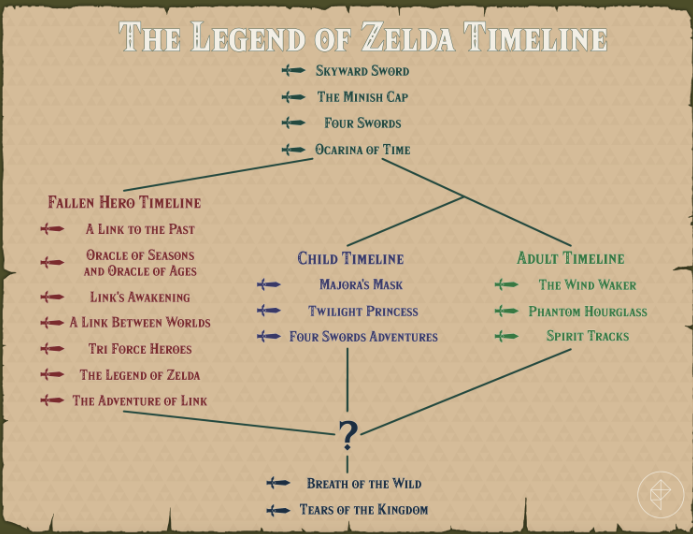 The Legend of Zelda Timeline
Skyward Sword
The Minish Cap
Four Swords
Ocarina of Time
Fallen Hero Timeline
A Link to the Past
Oracle of Seasons
and Oracle of Ages
Link's Awakening
A Link Between Worlds
Tri Force Heroes
The Legend of Zelda
The Adventure of Link
Child Timeline
Majora's Mask
Twilight Princess
Four Swords Adventures
Adult Timeline
The Wind Waker
Phantom Hourglass
Spirit Tracks
?
Breath of the Wild
Tears of the Kingdom